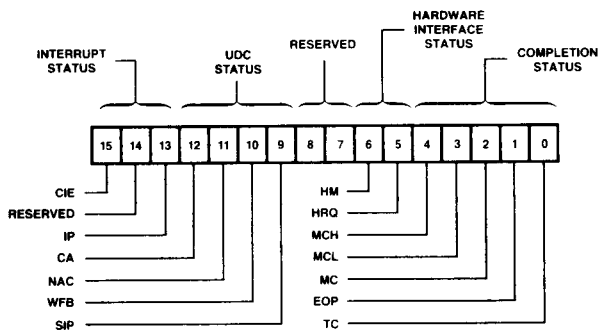 INTERRUPT
STATUS
UDC
STATUS
RESERVED
HARDWARE
INTERFACE
STATUS
COMPLETION
STATUS
15 14 13 12 11 10 9 8 7 6 5 4 3 2 1 0
CIE
RESERVED
IP
CA
NAC
WFB
SIP
HM
HRQ
MCH
MCL
MC
EOP
TC